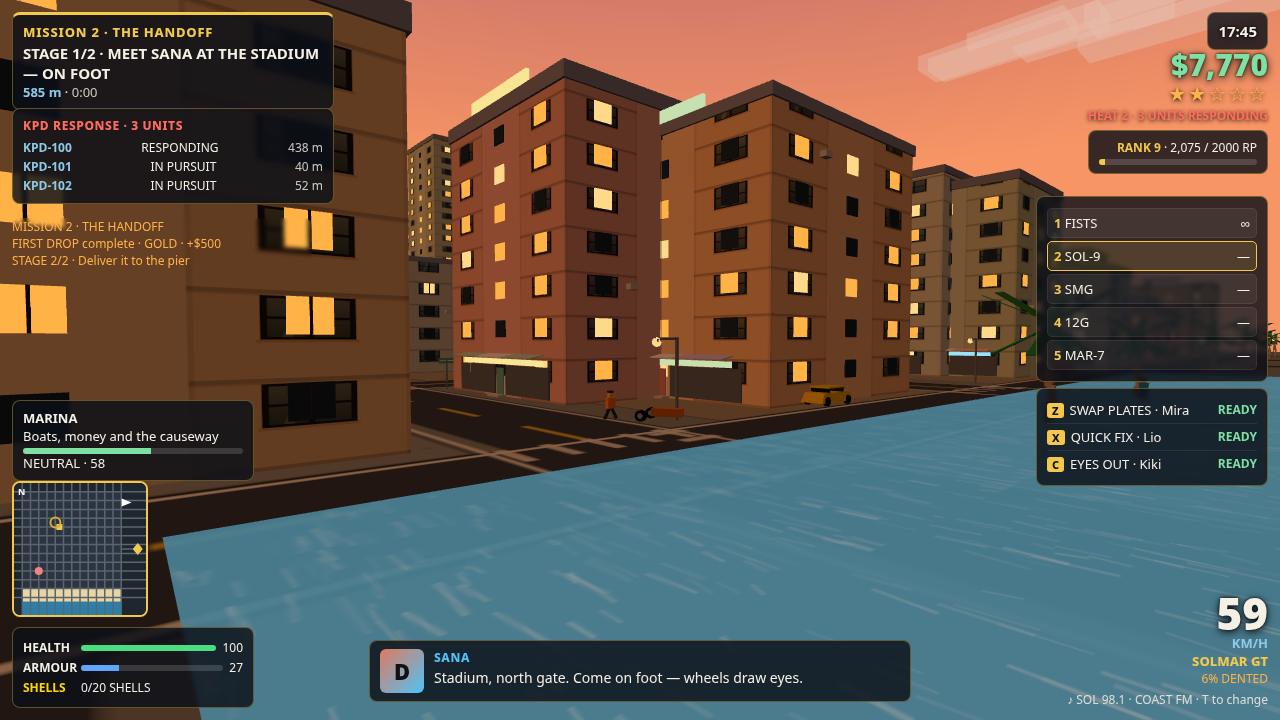 MISSION 2 · THE HANDOFF
STAGE 1/2 · MEET SANA AT THE STADIUM
— ON FOOT
585 m · 0:00
KPD RESPONSE · 3 UNITS
KPD-100 RESPONDING 438 m
KPD-101 IN PURSUIT 40 m
KPD-102 IN PURSUIT 52 m
MISSION 2 · THE HANDOFF
FIRST DROP complete · GOLD · +$500
STAGE 2/2 · Deliver it to the pier
MARINA
Boats, money and the causeway
NEUTRAL · 58
N
HEALTH 100
ARMOUR 27
SHELLS 0/20 SHELLS
D
SANA
Stadium, north gate. Come on foot — wheels draw eyes.
17:45
$7,770
★★☆☆☆☆
HEAT 2 · 3 UNITS RESPONDING
RANK 9 · 2,075 / 2000 RP
1 FISTS ∞
2 SOL-9 —
3 SMG —
4 12G —
5 MAR-7 —
Z SWAP PLATES · Mira READY
X QUICK FIX · Lio READY
C EYES OUT · Kiki READY
59
KM/H
SOLMAR GT
6% DENTED
♪ SOL 98.1 · COAST FM · T to change